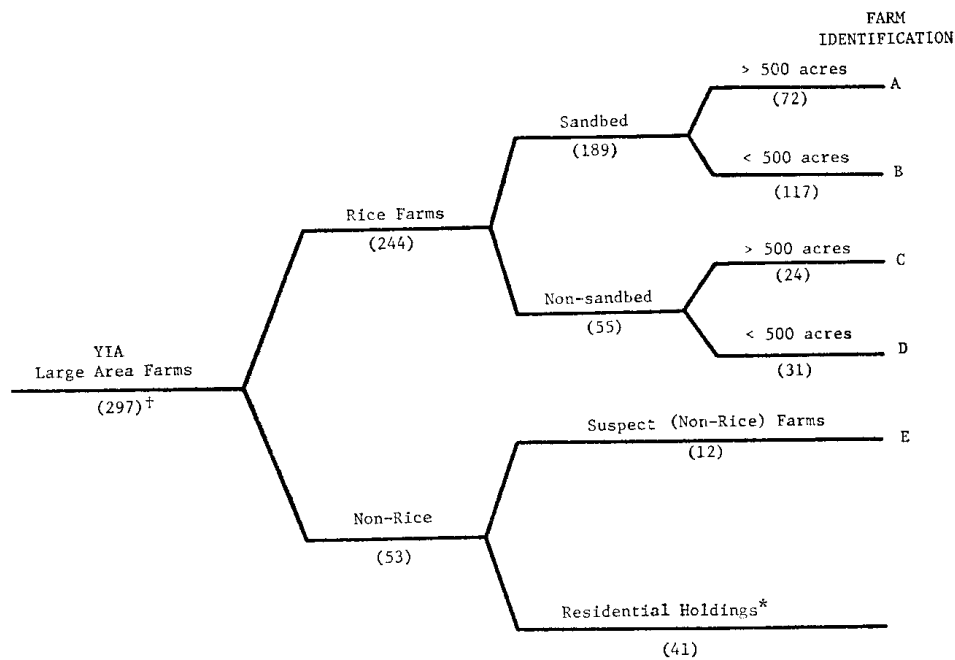 FARM
IDENTIFICATION
> 500 acres
A
(72)
Sandbed
(189)
< 500 acres
B
(117)
Rice Farms
(244)
> 500 acres
C
(24)
Non-sandbed
(55)
< 500 acres
D
(31)
YIA
Large Area Farms
(297)†
Suspect (Non-Rice) Farms
E
(12)
Non-Rice
(53)
Residential Holdings*
(41)